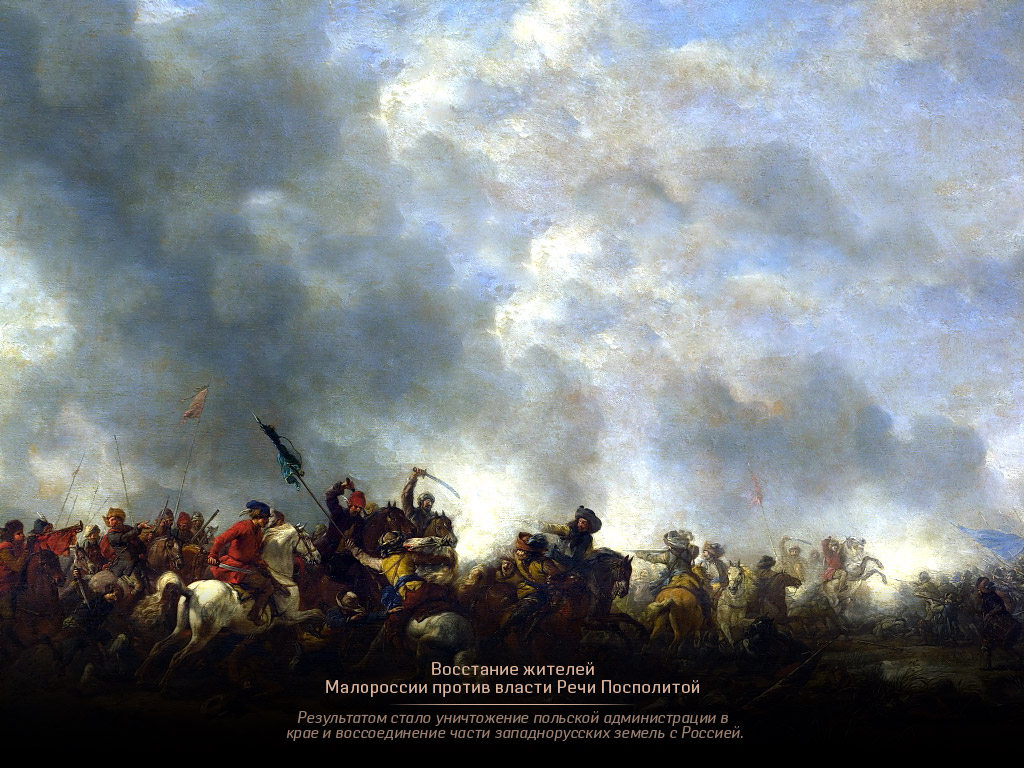 Восстание жителей
Малороссии против власти Речи Посполитой
Результатом стало уничтожение польской администрации в
крае и воссоединение части западнорусских земель с Россией.